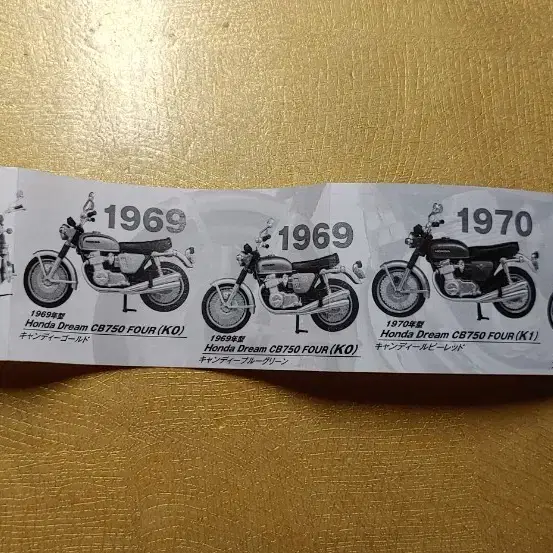 1969
1969年型
Honda Dream CB750 FOUR (K0)
キャンディーゴールド
1969
1969年型
Honda Dream CB750 FOUR (K0)
キャンディーブルーグリーン
1970
1970年型
Honda Dream CB750 FOUR (K1)
キャンディールビーレッド